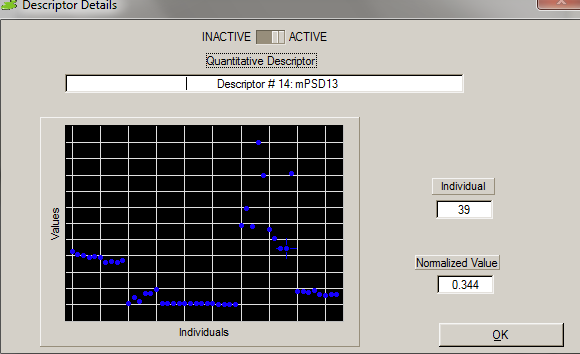 Descriptor Details
INACTIVE ACTIVE
Quantitative Descriptor
Descriptor # 14: mPSD13
Values
Individuals
Individual
39
Normalized Value
0.344
OK